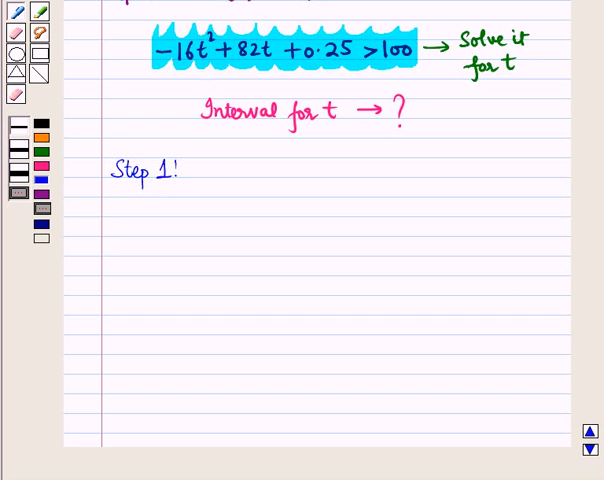 -16t²+82t +0.25 >100 → Solve it for t
Interval for t → ?
Step 1: